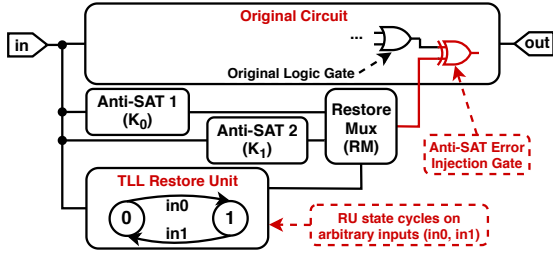 Original Circuit
in
...
out
Original Logic Gate
Anti-SAT 1
(K0)
Anti-SAT 2
(K1)
Restore
Mux
(RM)
Anti-SAT Error
Injection Gate
TLL Restore Unit
in0
0
1
in1
RU state cycles on
arbitrary inputs (in0, in1)